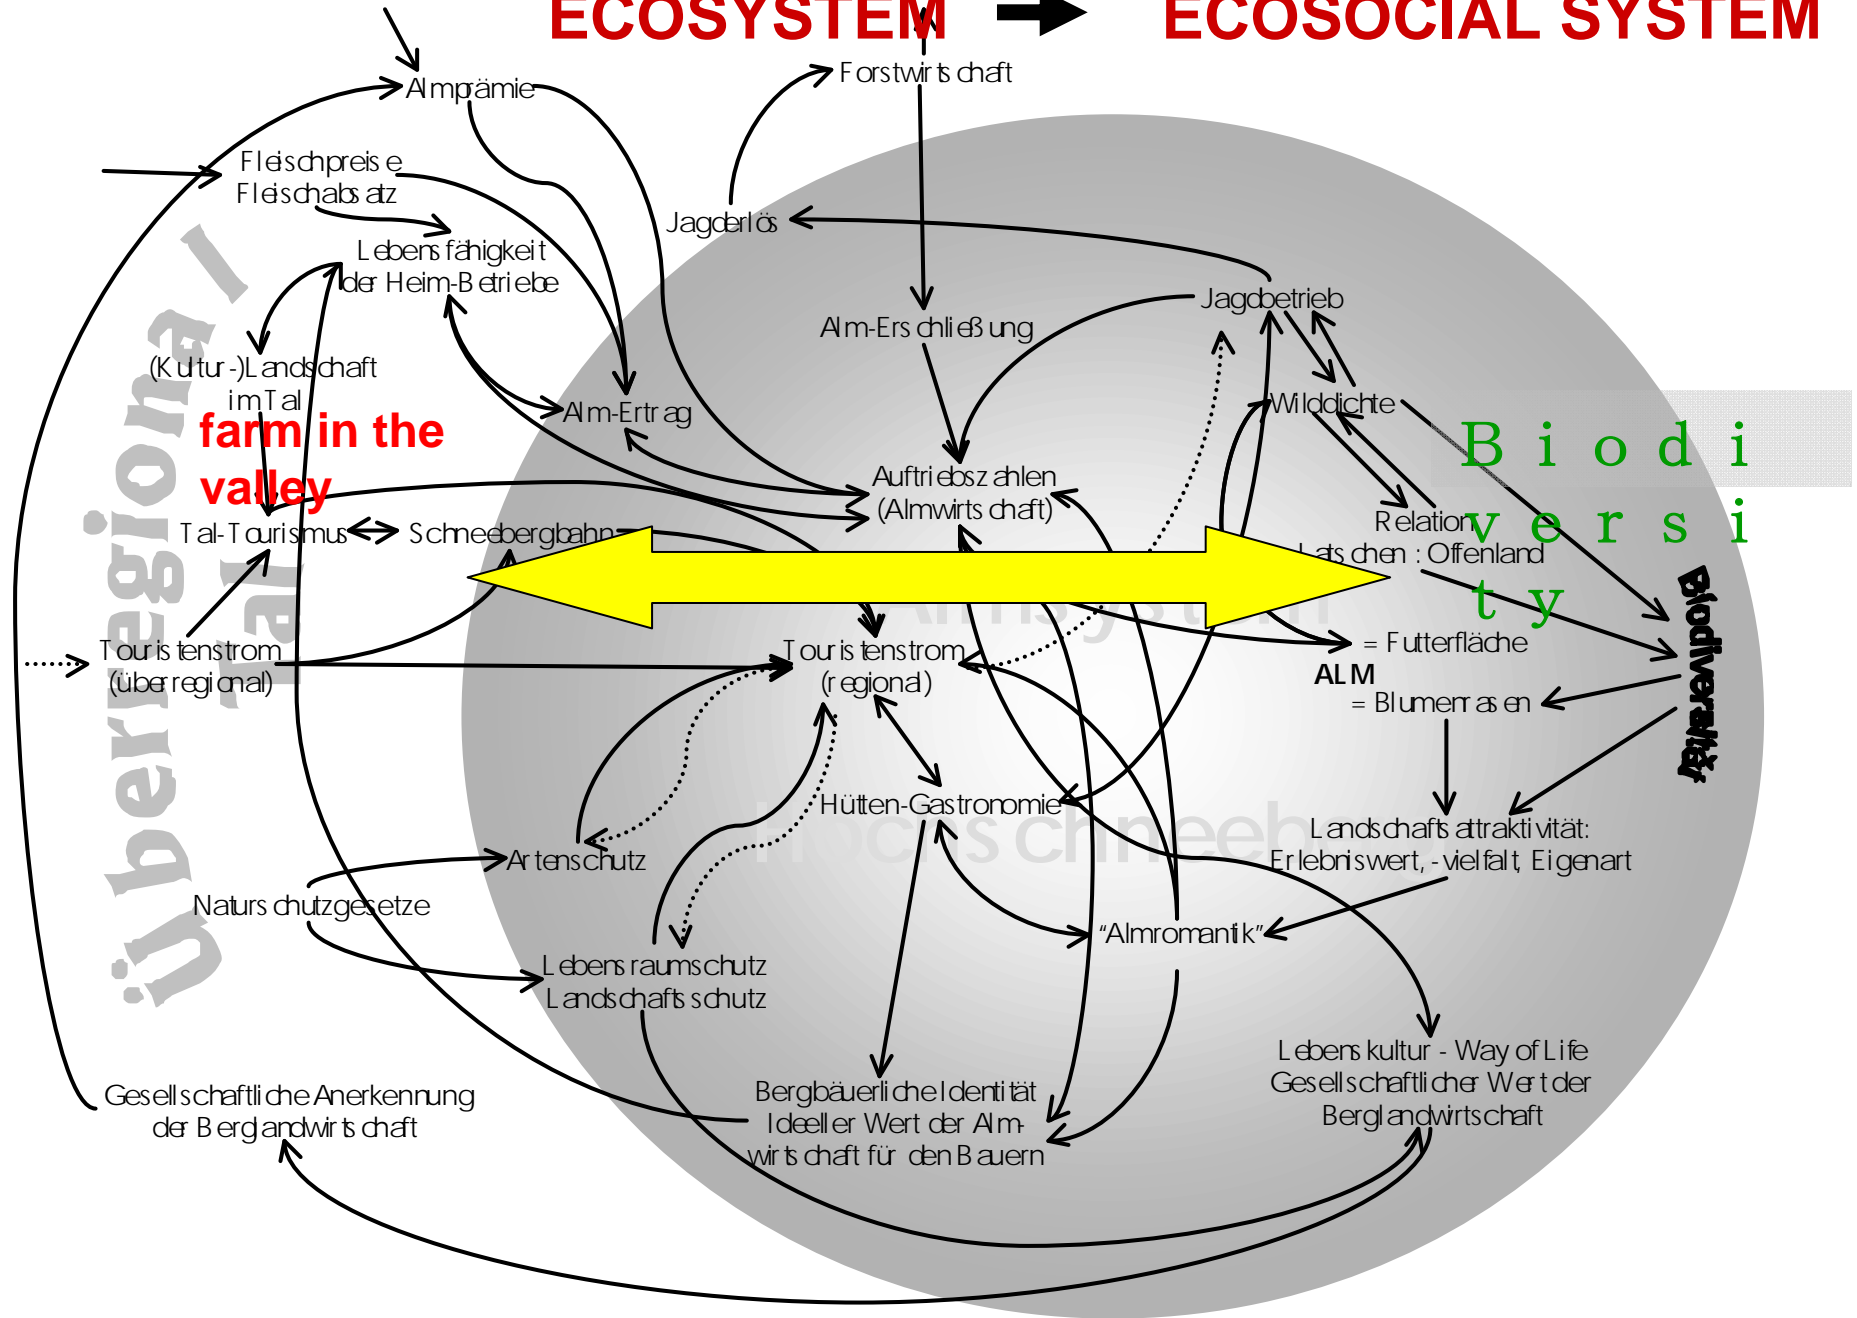 ECOSYSTEM ECOSOCIAL SYSTEM
Forstwirtschaft
Almprämie
Fleischpreise
Fleischabsatz
Jagderlös
Lebensfähigkeit
der Heim-Betriebe
Jagdbetrieb
Alm-Erschließung
(Kultur-)Landschaft
im Tal
Alm-Ertrag
Wilddichte
farm in the
valley
Biodi
versi
ty
Auftriebszahlen
(Almwirtschaft)
Tal-Tourismus
Schneebergbahn
Relation
Latschen : Offenland
Überregional /
Tal
Almsystem
Hochschneeberg
Biodiversität
Touristenstrom
(überregional)
Touristenstrom
(regional)
= Futterfläche
ALM
= Blumenrasen
Hütten-Gastronomie
Landschaftsattraktivität:
Erlebniswert, -vielfalt, Eigenart
Artenschutz
Naturschutzgesetze
"Almromantik"
Lebensraumschutz
Landschaftsschutz
Lebenskultur - Way of Life
Gesellschaftlicher Wert der
Berglandwirtschaft
Gesellschaftliche Anerkennung
der Berglandwirtschaft
Bergbäuerliche Identität
Ideeller Wert der Alm-
wirtschaft für den Bauern